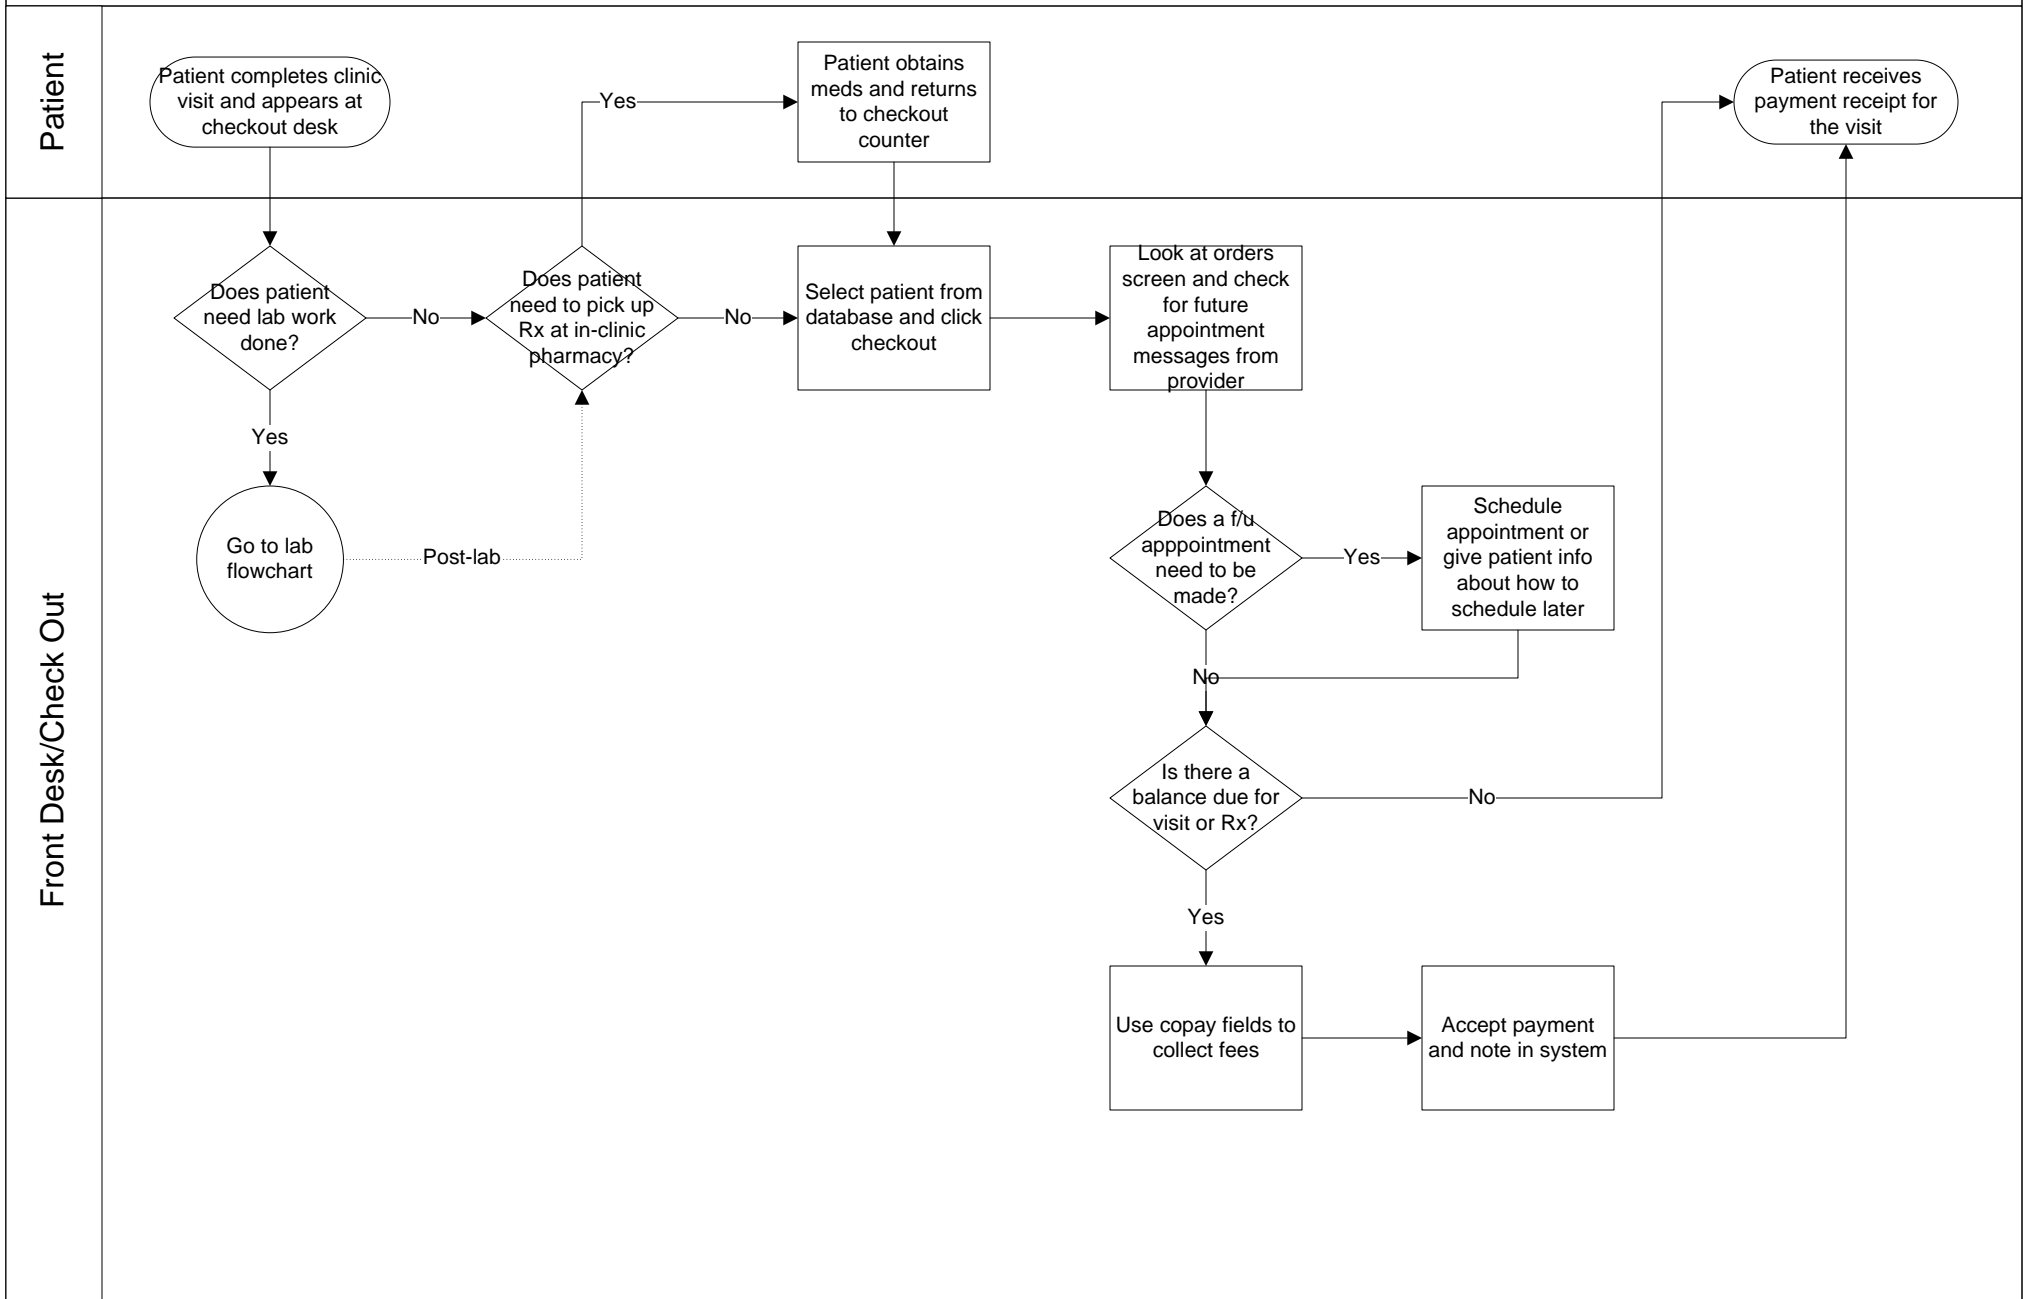 Patient
Patient completes clinic
visit and appears at
checkout desk
Yes
Patient obtains
meds and returns
to checkout
counter
Patient receives
payment receipt for
the visit
Front Desk/Check Out
Does patient
need lab work
done?
No
Does patient
need to pick up
Rx at in-clinic
pharmacy?
No
Select patient from
database and click
checkout
Look at orders
screen and check
for future
appointment
messages from
provider
Yes
Go to lab
flowchart
Post-lab
Does a f/u
apppointment
need to be
made?
Yes
Schedule
appointment or
give patient info
about how to
schedule later
No
Is there a
balance due for
visit or Rx?
No
Yes
Use copay fields to
collect fees
Accept payment
and note in system